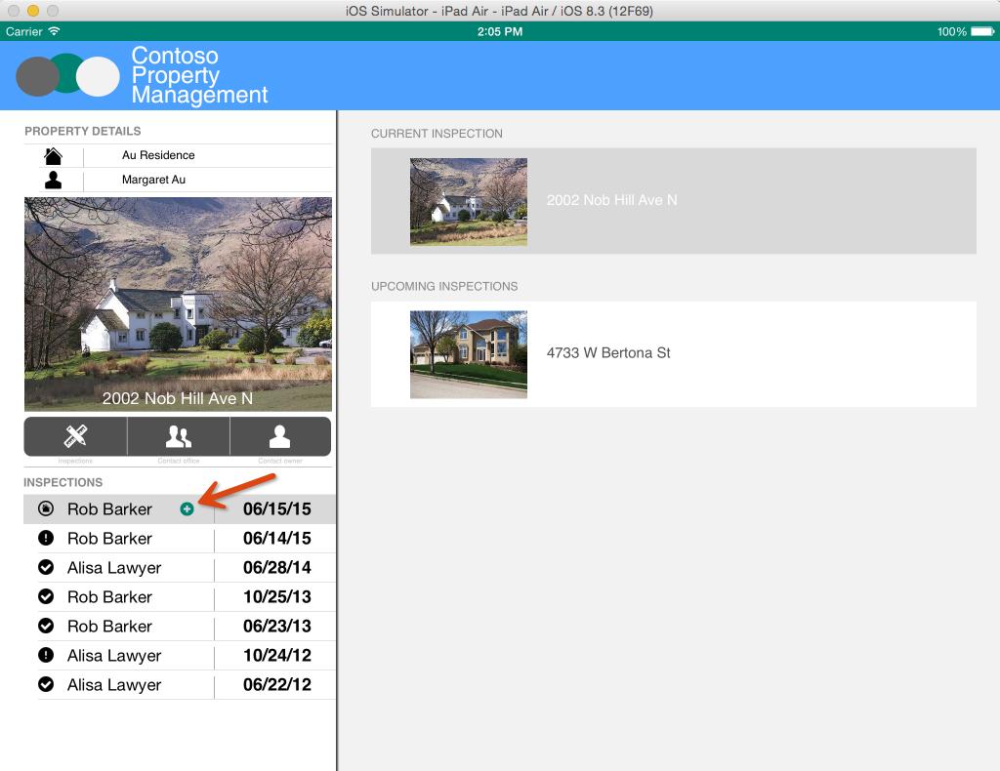 iOS Simulator - iPad Air - iPad Air / iOS 8.3 (12F69)
Carrier 2:05 PM 100%
Contoso
Property
Management
PROPERTY DETAILS
Au Residence
Margaret Au
2002 Nob Hill Ave N
Inspections Contact office Contact owner
INSPECTIONS
Rob Barker 06/15/15
Rob Barker 06/14/15
Alisa Lawyer 06/28/14
Rob Barker 10/25/13
Rob Barker 06/23/13
Alisa Lawyer 10/24/12
Alisa Lawyer 06/22/12
CURRENT INSPECTION
2002 Nob Hill Ave N
UPCOMING INSPECTIONS
4733 W Bertona St